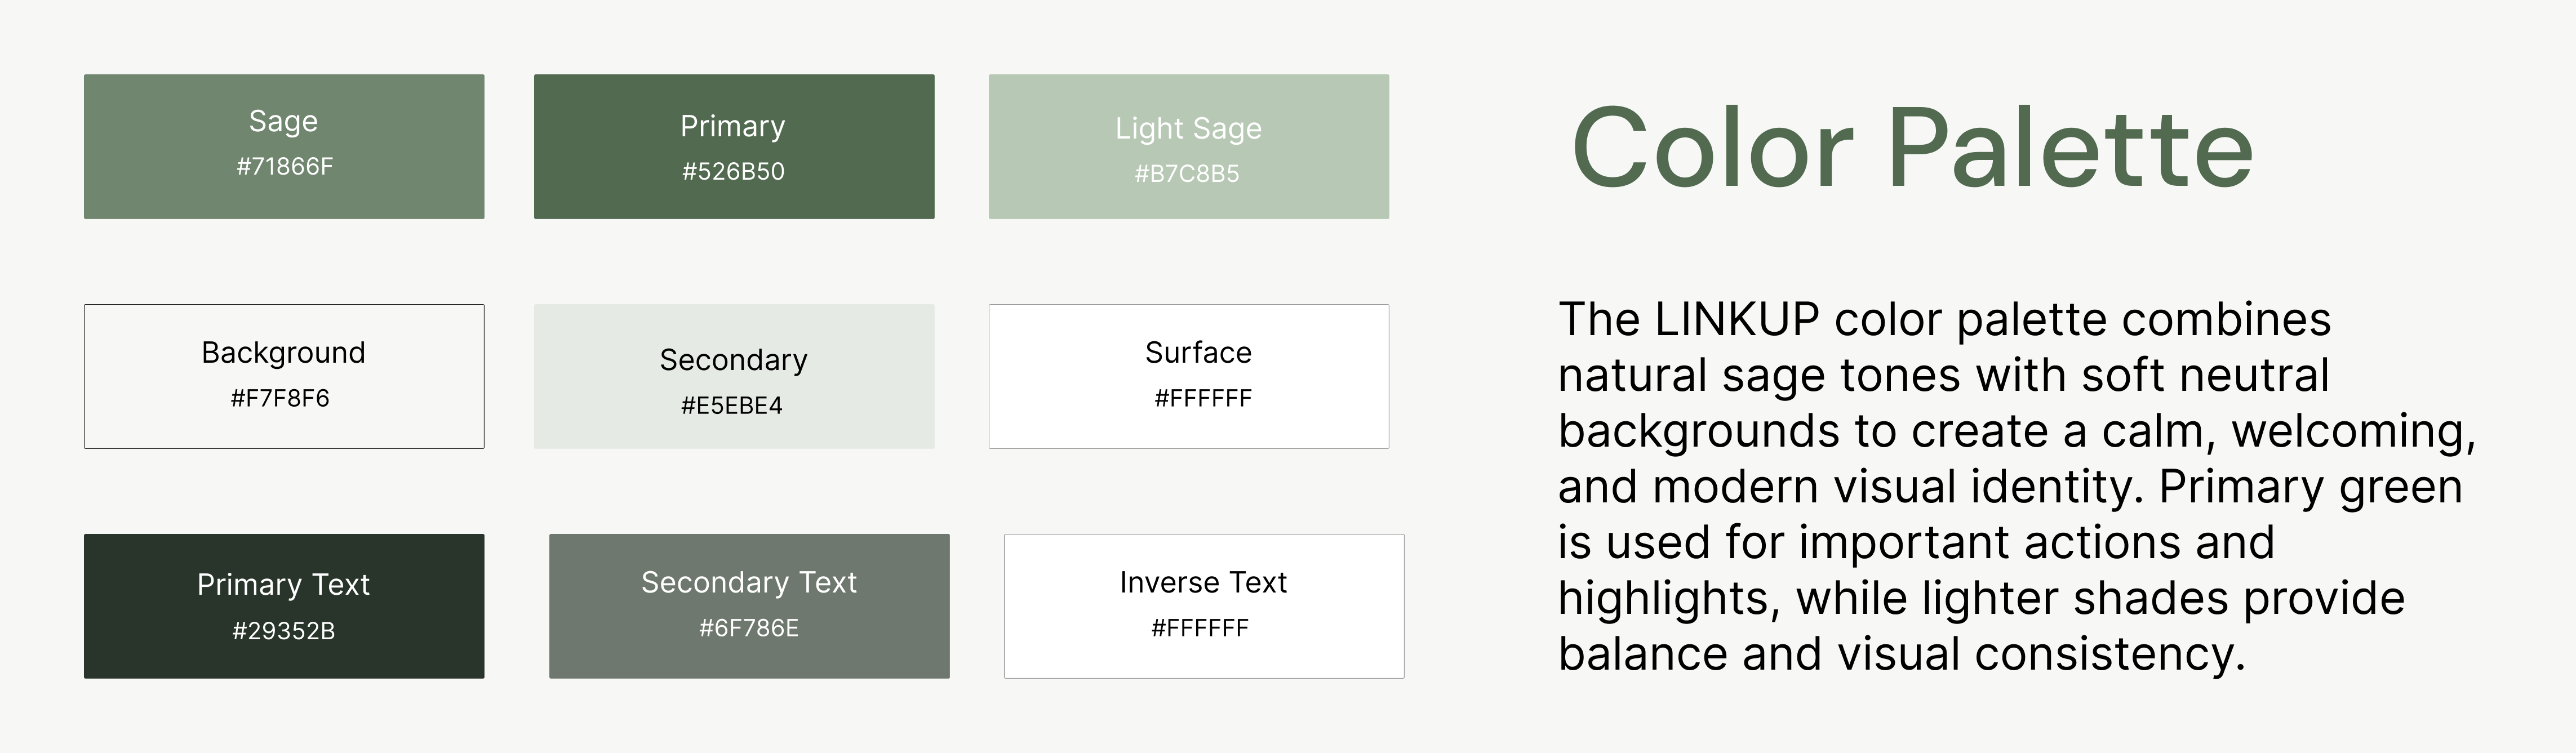 Sage
#71866F
Primary
#526B50
Light Sage
#B7C8B5
Background
#F7F8F6
Secondary
#E5EBE4
Surface
#FFFFFF
Primary Text
#29352B
Secondary Text
#6F786E
Inverse Text
#FFFFFF
Color Palette
The LINKUP color palette combines
natural sage tones with soft neutral
backgrounds to create a calm, welcoming,
and modern visual identity. Primary green
is used for important actions and
highlights, while lighter shades provide
balance and visual consistency.